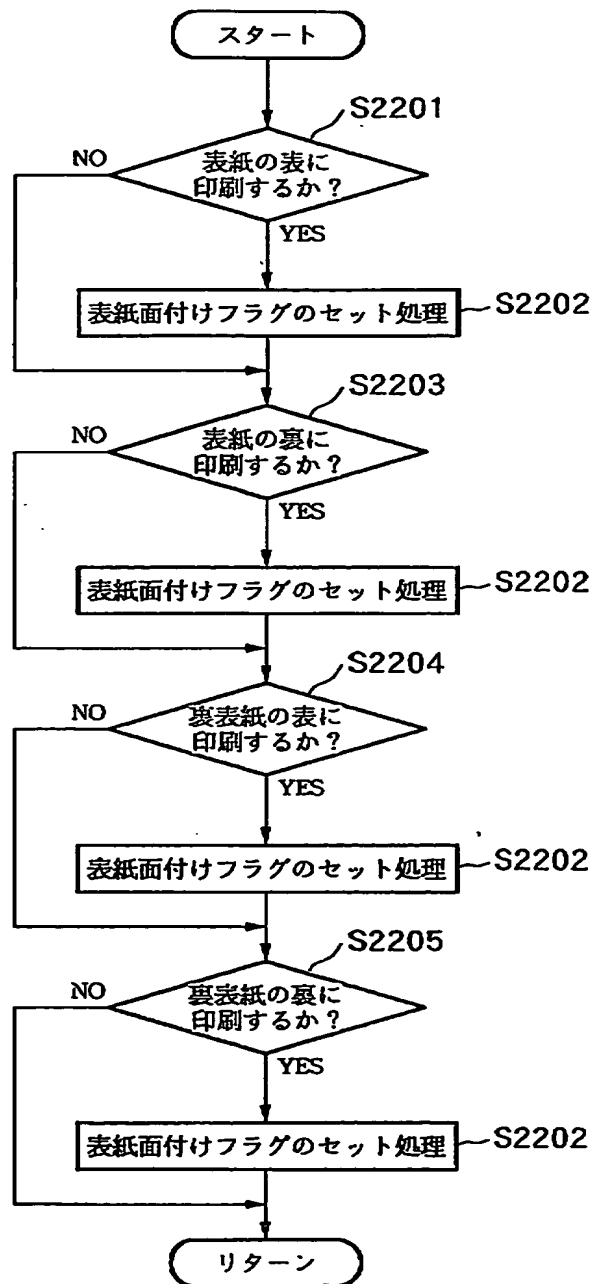 スタート
S2201
NO
表紙の表に
印刷するか？
YES
表紙面付けフラグのセット処理
S2202
S2203
NO
表紙の裏に
印刷するか？
YES
表紙面付けフラグのセット処理
S2202
S2204
NO
裏表紙の表に
印刷するか？
YES
表紙面付けフラグのセット処理
S2202
S2205
NO
裏表紙の裏に
印刷するか？
YES
表紙面付けフラグのセット処理
S2202
リターン